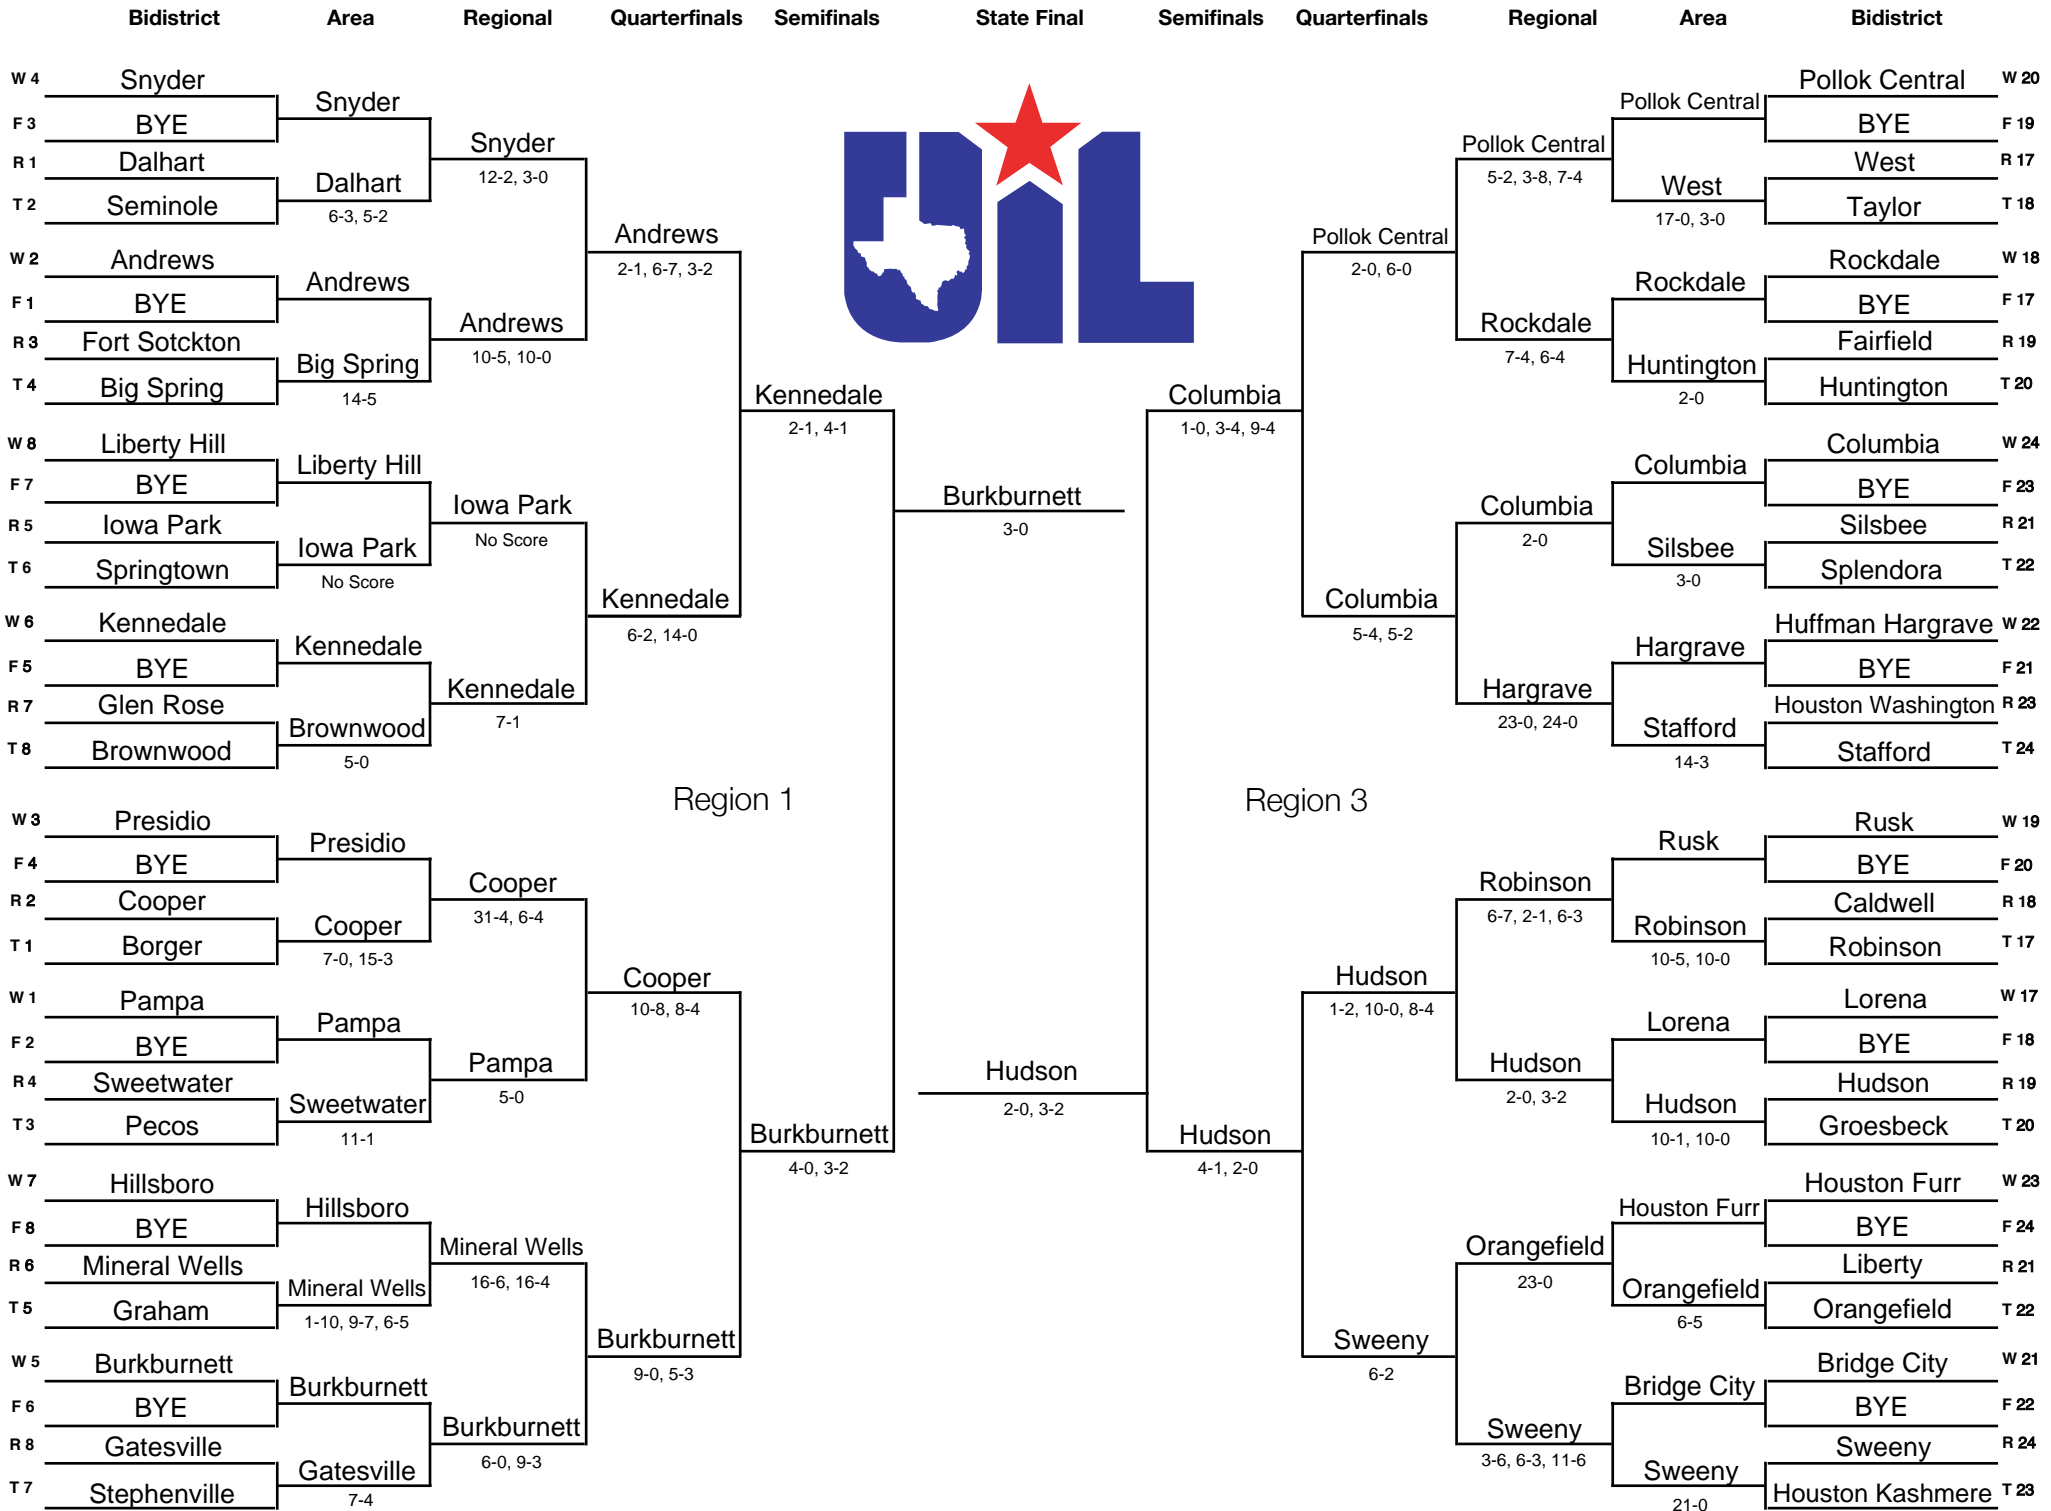 Bidistrict Area Regional Quarterfinals Semifinals State Final Semifinals Quarterfinals Regional Area Bidistrict
UIL
W 4 Snyder
F 3 BYE
R 1 Dalhart
T 2 Seminole
W 2 Andrews
F 1 BYE
R 3 Fort Sotckton
T 4 Big Spring
W 8 Liberty Hill
F 7 BYE
R 5 Iowa Park
T 6 Springtown
W 6 Kennedale
F 5 BYE
R 7 Glen Rose
T 8 Brownwood
W 3 Presidio
F 4 BYE
R 2 Cooper
T 1 Borger
W 1 Pampa
F 2 BYE
R 4 Sweetwater
T 3 Pecos
W 7 Hillsboro
F 8 BYE
R 6 Mineral Wells
T 5 Graham
W 5 Burkburnett
F 6 BYE
R 8 Gatesville
T 7 Stephenville
Snyder
Dalhart
6-3, 5-2
Andrews
Big Spring
14-5
Liberty Hill
Iowa Park
No Score
Kennedale
Brownwood
5-0
Presidio
Cooper
7-0, 15-3
Pampa
Sweetwater
11-1
Hillsboro
Mineral Wells
1-10, 9-7, 6-5
Burkburnett
Gatesville
7-4
Snyder
12-2, 3-0
Andrews
10-5, 10-0
Iowa Park
No Score
Kennedale
7-1
Cooper
31-4, 6-4
Pampa
5-0
Mineral Wells
16-6, 16-4
Burkburnett
6-0, 9-3
Andrews
2-1, 6-7, 3-2
Kennedale
6-2, 14-0
Cooper
10-8, 8-4
Burkburnett
9-0, 5-3
Kennedale
2-1, 4-1
Burkburnett
4-0, 3-2
Region 1
Burkburnett
3-0
Hudson
2-0, 3-2
Region 3
Columbia
1-0, 3-4, 9-4
Hudson
4-1, 2-0
Pollok Central
2-0, 6-0
Columbia
5-4, 5-2
Hudson
1-2, 10-0, 8-4
Sweeny
6-2
Pollok Central
5-2, 3-8, 7-4
Rockdale
7-4, 6-4
Columbia
2-0
Hargrave
23-0, 24-0
Robinson
6-7, 2-1, 6-3
Hudson
2-0, 3-2
Orangefield
23-0
Sweeny
3-6, 6-3, 11-6
Pollok Central
West
17-0, 3-0
Rockdale
Huntington
2-0
Columbia
Silsbee
3-0
Hargrave
Stafford
14-3
Rusk
Robinson
10-5, 10-0
Lorena
Hudson
10-1, 10-0
Houston Furr
Orangefield
6-5
Bridge City
Sweeny
21-0
Pollok Central W 20
BYE F 19
West R 17
Taylor T 18
Rockdale W 18
BYE F 17
Fairfield R 19
Huntington T 20
Columbia W 24
BYE F 23
Silsbee R 21
Splendora T 22
Huffman Hargrave W 22
BYE F 21
Houston Washington R 23
Stafford T 24
Rusk W 19
BYE F 20
Caldwell R 18
Robinson T 17
Lorena W 17
BYE F 18
Hudson R 19
Groesbeck T 20
Houston Furr W 23
BYE F 24
Liberty R 21
Orangefield T 22
Bridge City W 21
BYE F 22
Sweeny R 24
Houston Kashmere T 23